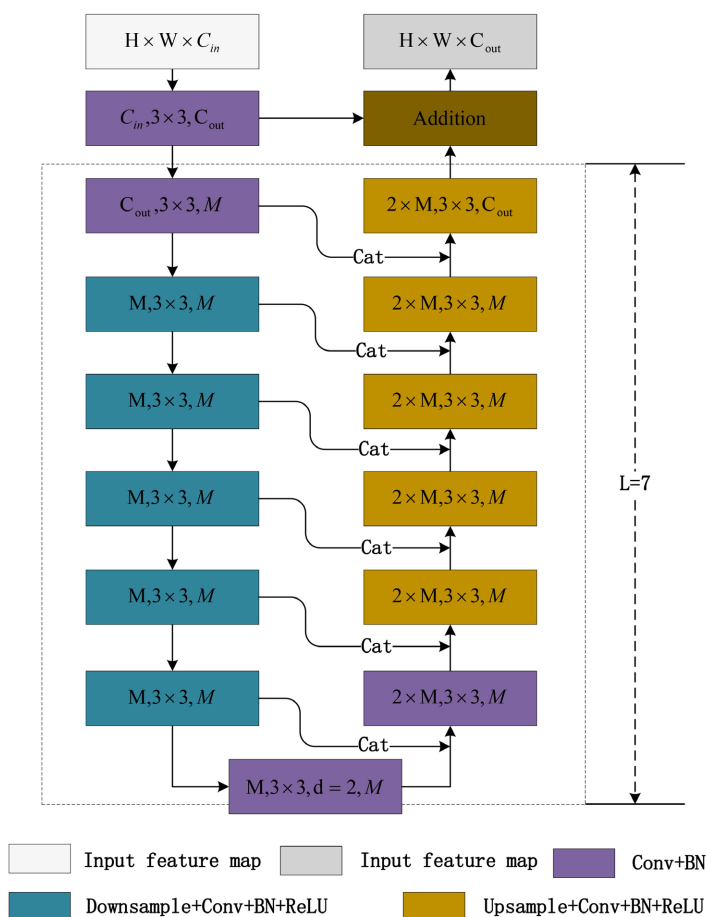 H×W×C_in
H×W×C_out
C_in,3×3,C_out
Addition
C_out,3×3,M
2×M,3×3,C_out
Cat
M,3×3,M
2×M,3×3,M
Cat
M,3×3,M
2×M,3×3,M
Cat
M,3×3,M
2×M,3×3,M
L=7
Cat
M,3×3,M
2×M,3×3,M
Cat
M,3×3,M
2×M,3×3,M
Cat
M,3×3,d=2,M
Input feature map
Input feature map
Conv+BN
Downsample+Conv+BN+ReLU
Upsample+Conv+BN+ReLU